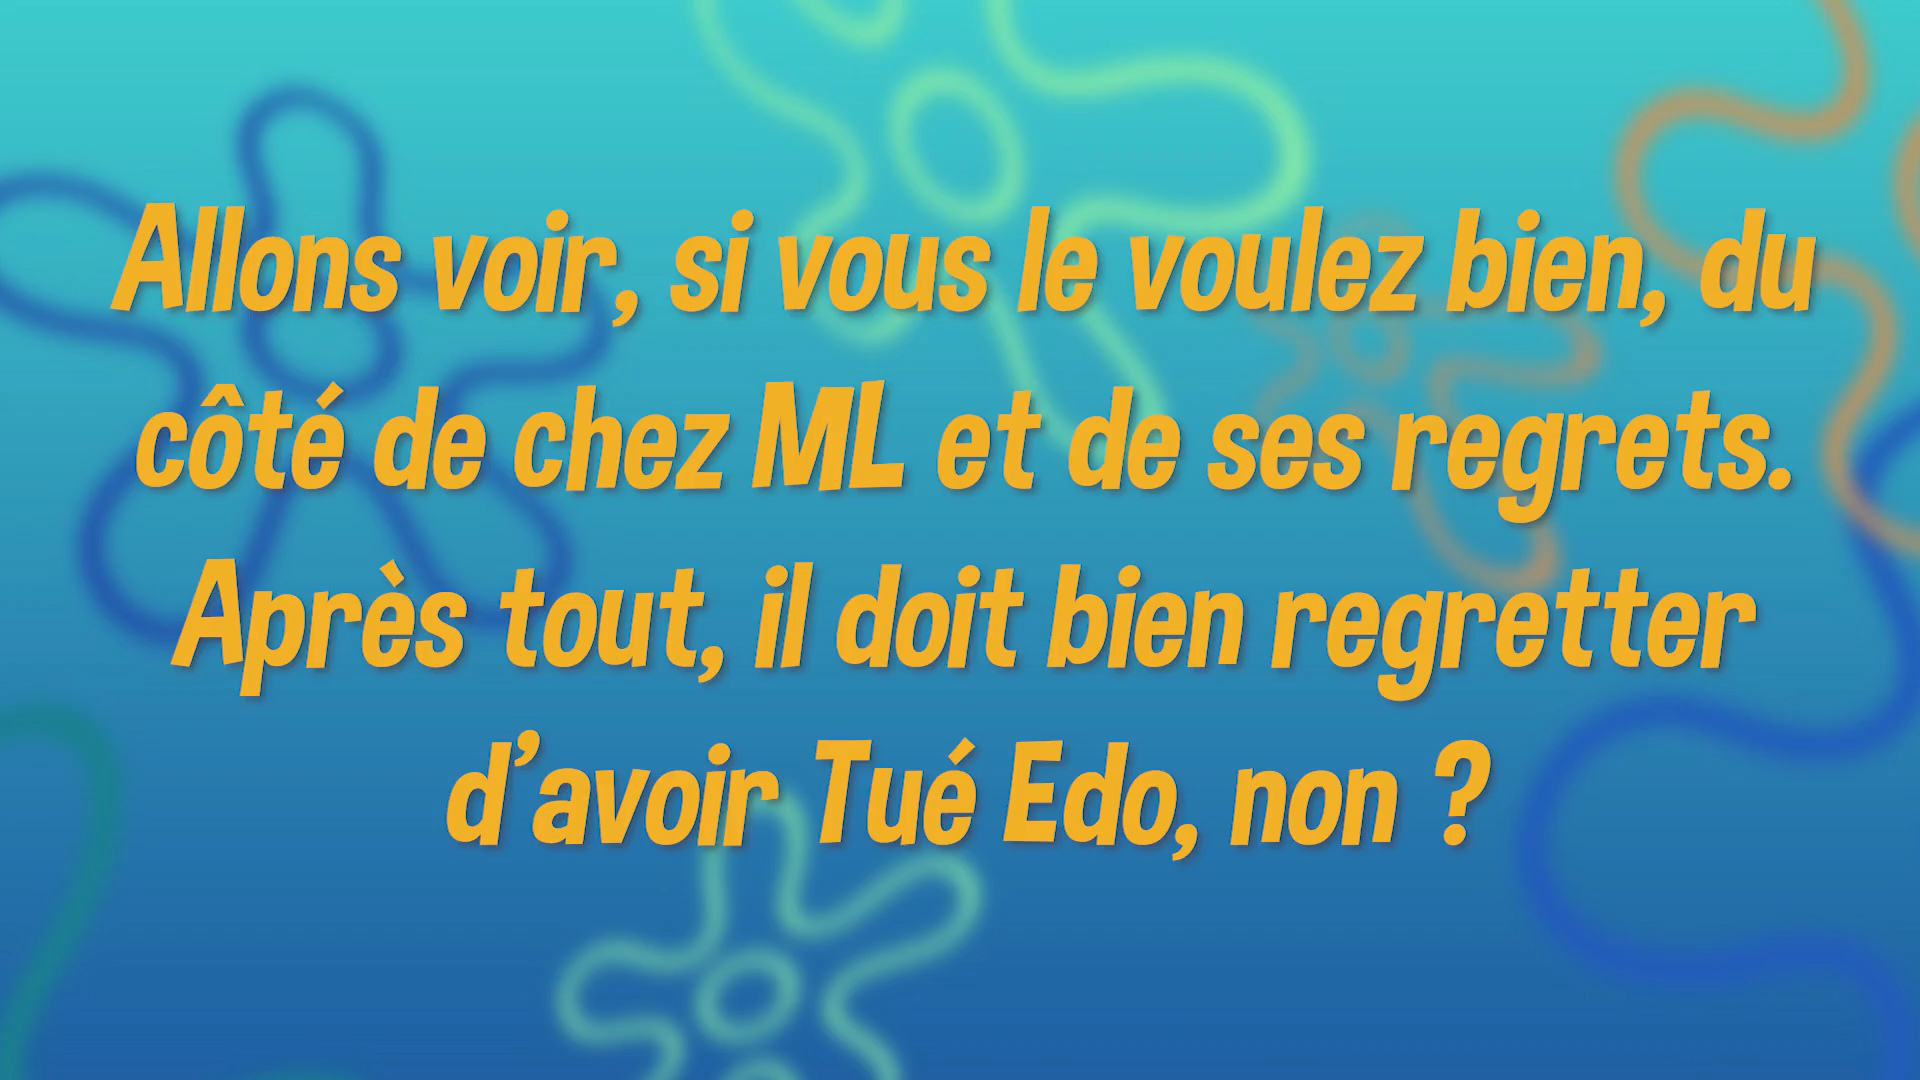 Allons voir, si vous le voulez bien, du
côté de chez ML et de ses regrets.
Après tout, il doit bien regretter
d’avoir Tué Edo, non ?